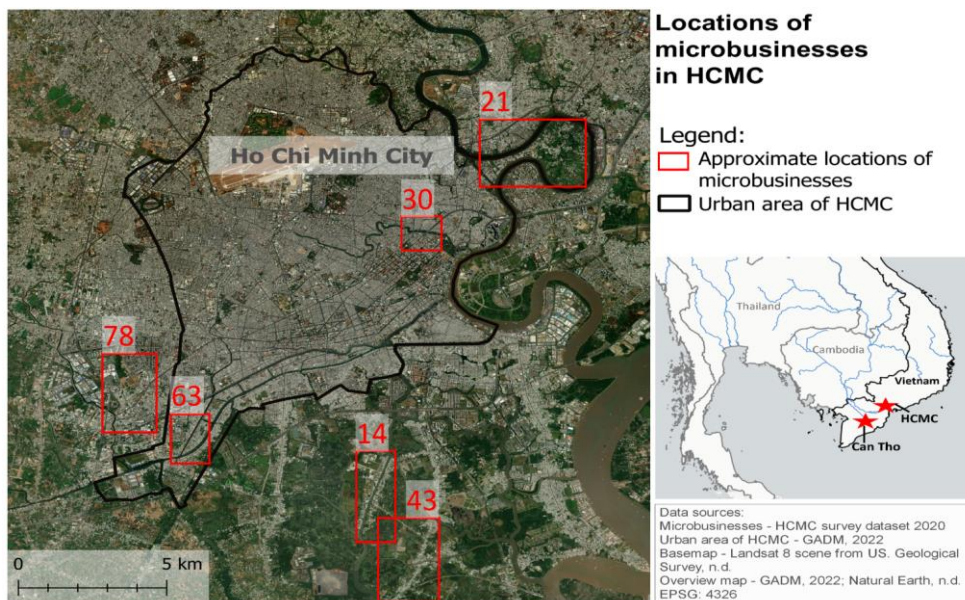 Locations of
microbusinesses
in HCMC
Legend:
Approximate locations of
microbusinesses
Urban area of HCMC
21
Ho Chi Minh City
30
78
63
14
43
0
5 km
Thailand
Cambodia
Vietnam
HCMC
Can Tho
Data sources:
Microbusinesses - HCMC survey dataset 2020
Urban area of HCMC - GADM, 2022
Basemap - Landsat 8 scene from US. Geological
Survey, n.d.
Overview map - GADM, 2022; Natural Earth, n.d.
EPSG: 4326